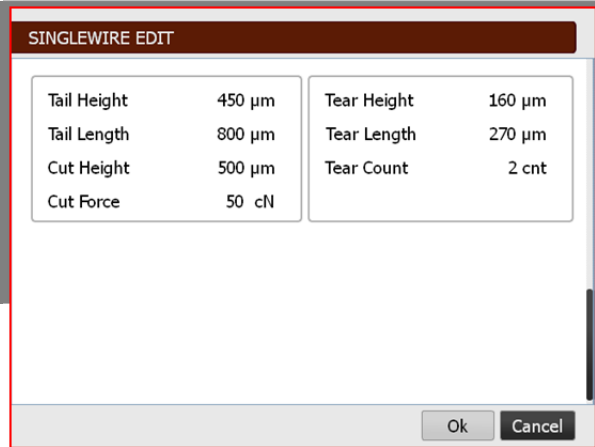 SINGLEWIRE EDIT
Tail Height 450 µm
Tail Length 800 µm
Cut Height 500 µm
Cut Force 50 cN
Tear Height 160 µm
Tear Length 270 µm
Tear Count 2 cnt
Ok Cancel